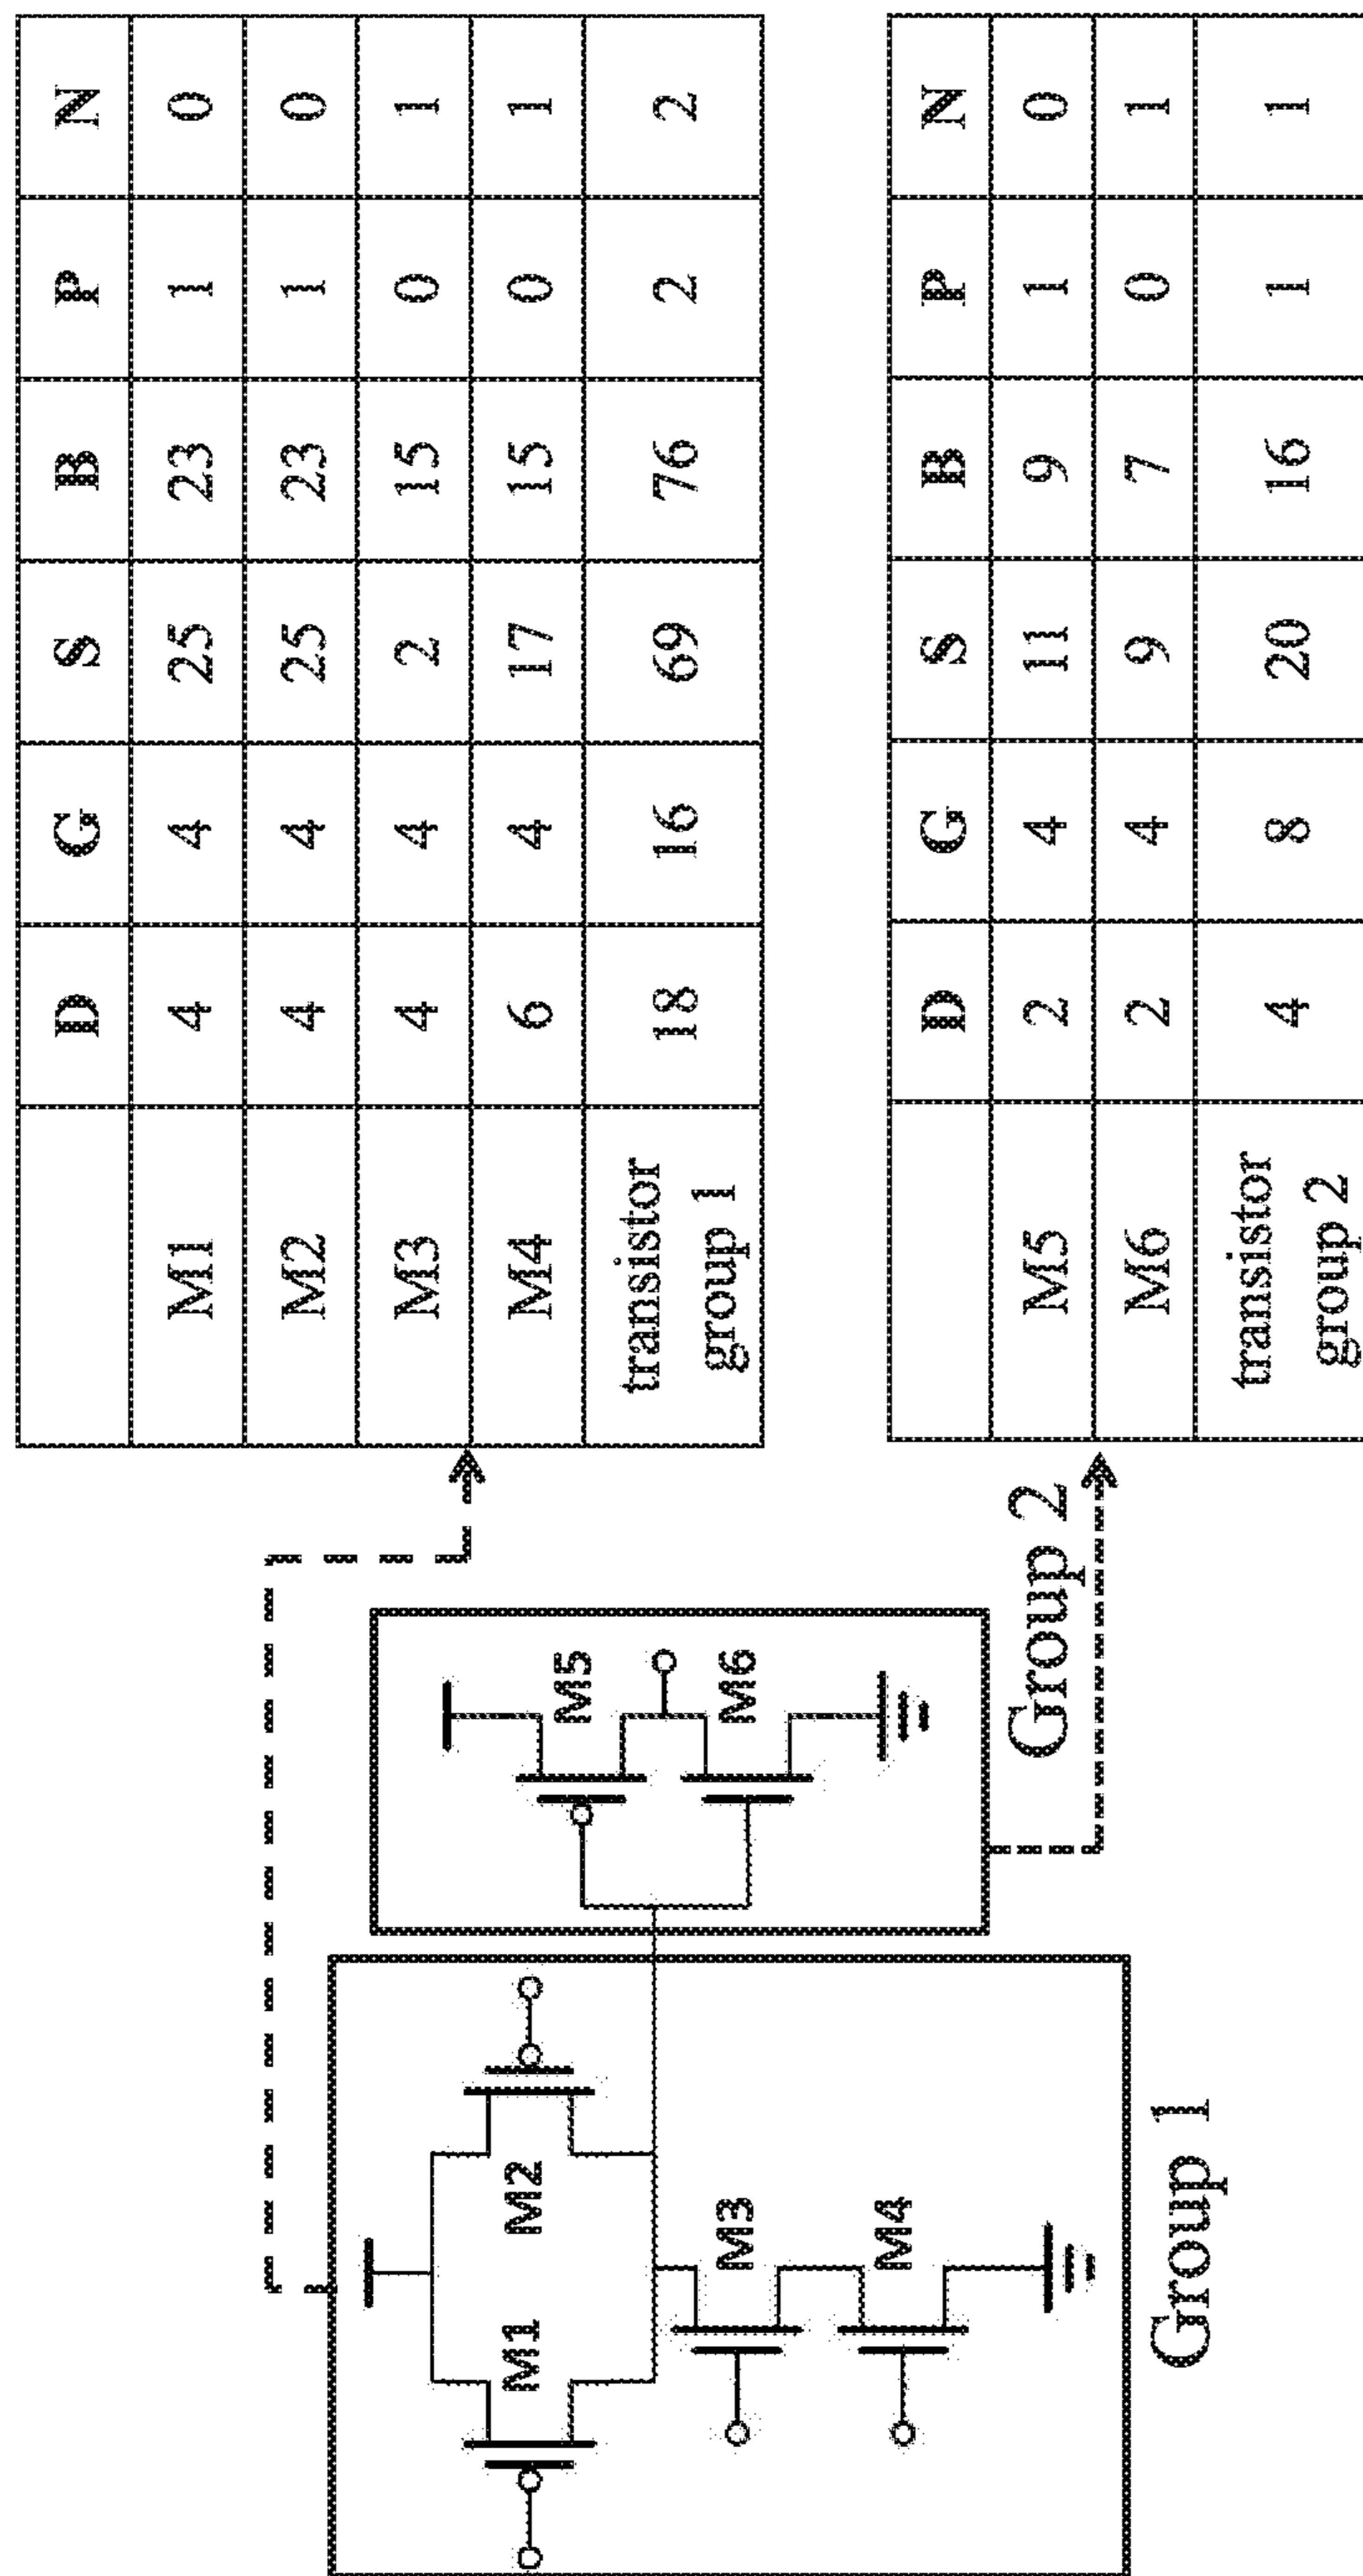 M1
M2
M3
M4
Group 1
M5
M6
Group 2
D G S B P N
M1 4 4 25 23 1 0
M2 4 4 25 23 1 0
M3 4 4 2 15 0 1
M4 6 4 17 15 0 1
transistor
group 1
18 16 69 76 2 2
D G S B P N
M5 2 4 11 9 1 0
M6 2 4 9 7 0 1
transistor
group 2
4 8 20 16 1 1